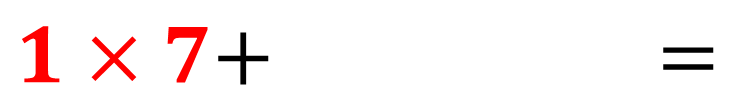 1 × 7+ =